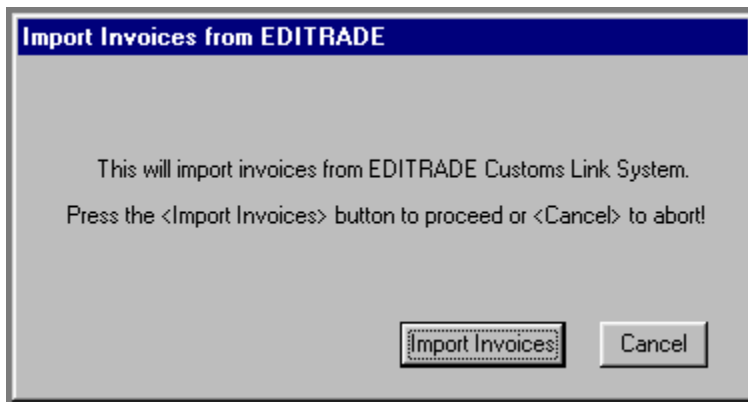 Import Invoices from EDITRADE
This will import invoices from EDITRADE Customs Link System.
Press the <Import Invoices> button to proceed or <Cancel> to abort!
Import Invoices
Cancel